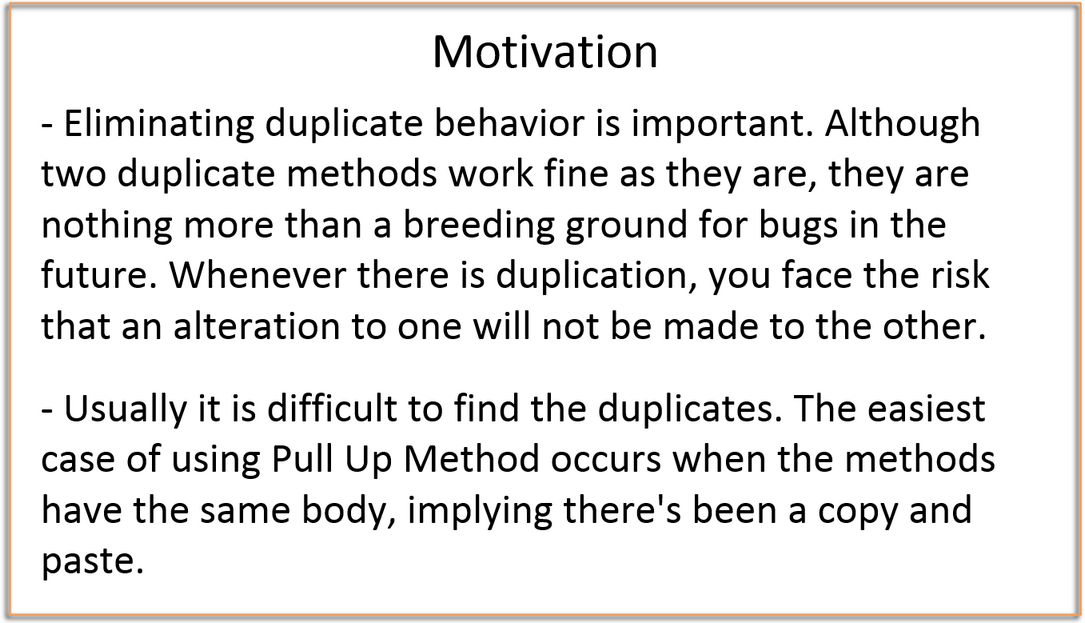 Motivation
- Eliminating duplicate behavior is important. Although
two duplicate methods work fine as they are, they are
nothing more than a breeding ground for bugs in the
future. Whenever there is duplication, you face the risk
that an alteration to one will not be made to the other.
- Usually it is difficult to find the duplicates. The easiest
case of using Pull Up Method occurs when the methods
have the same body, implying there's been a copy and
paste.